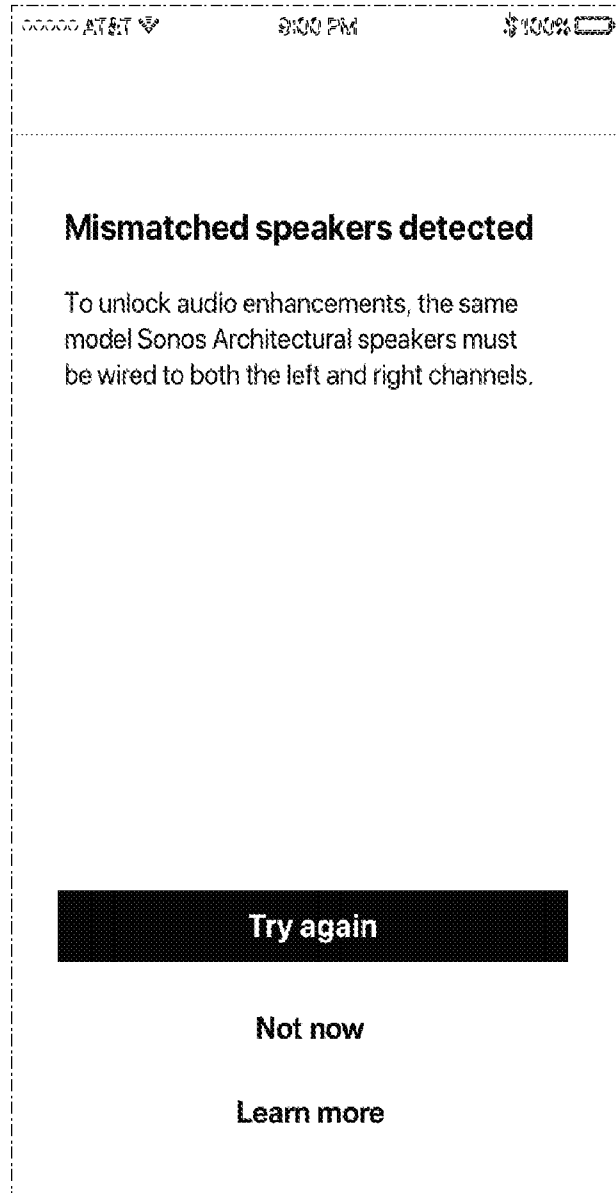 AT&T 9:00 PM 100%
Mismatched speakers detected
To unlock audio enhancements, the same
model Sonos Architectural speakers must
be wired to both the left and right channels.
Try again
Not now
Learn more